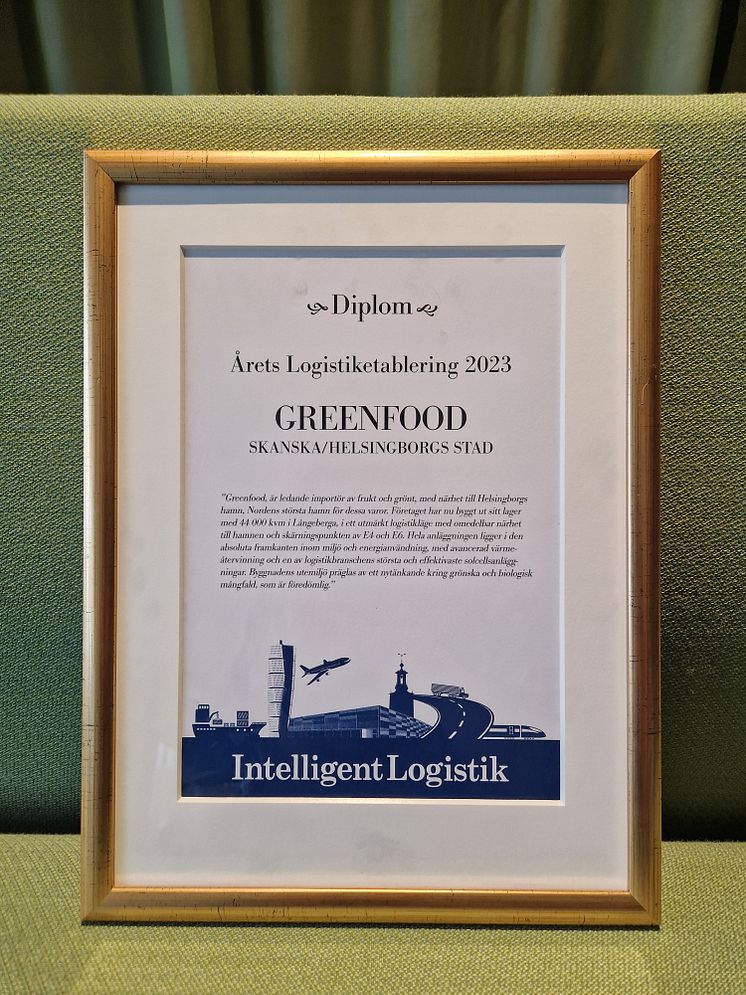 Diplom
Årets Logistiketablering 2023
GREENFOOD
SKANSKA/HELSINGBORGS STAD
"Greenfood, är ledande importör av frukt och grönt, med närhet till Helsingborgs
hamn, Nordens största hamn för dessa varor. Företaget har nu byggt ut sitt lager
med 44 000 kvm i Långeberga, i ett utmärkt logistikläge med omedelbar närhet
till hamnen och skärningspunkten av E4 och E6. Hela anläggningen ligger i den
absoluta framkanten inom miljö och energianvändning, med avancerad värme-
återvinning och en av logistikbranschens största och effektivaste solcellsanlägg-
ningar. Byggnadens utemiljö präglas av ett nytänkande kring grönska och biologisk
mångfald, som är föredömlig."
Intelligent Logistik